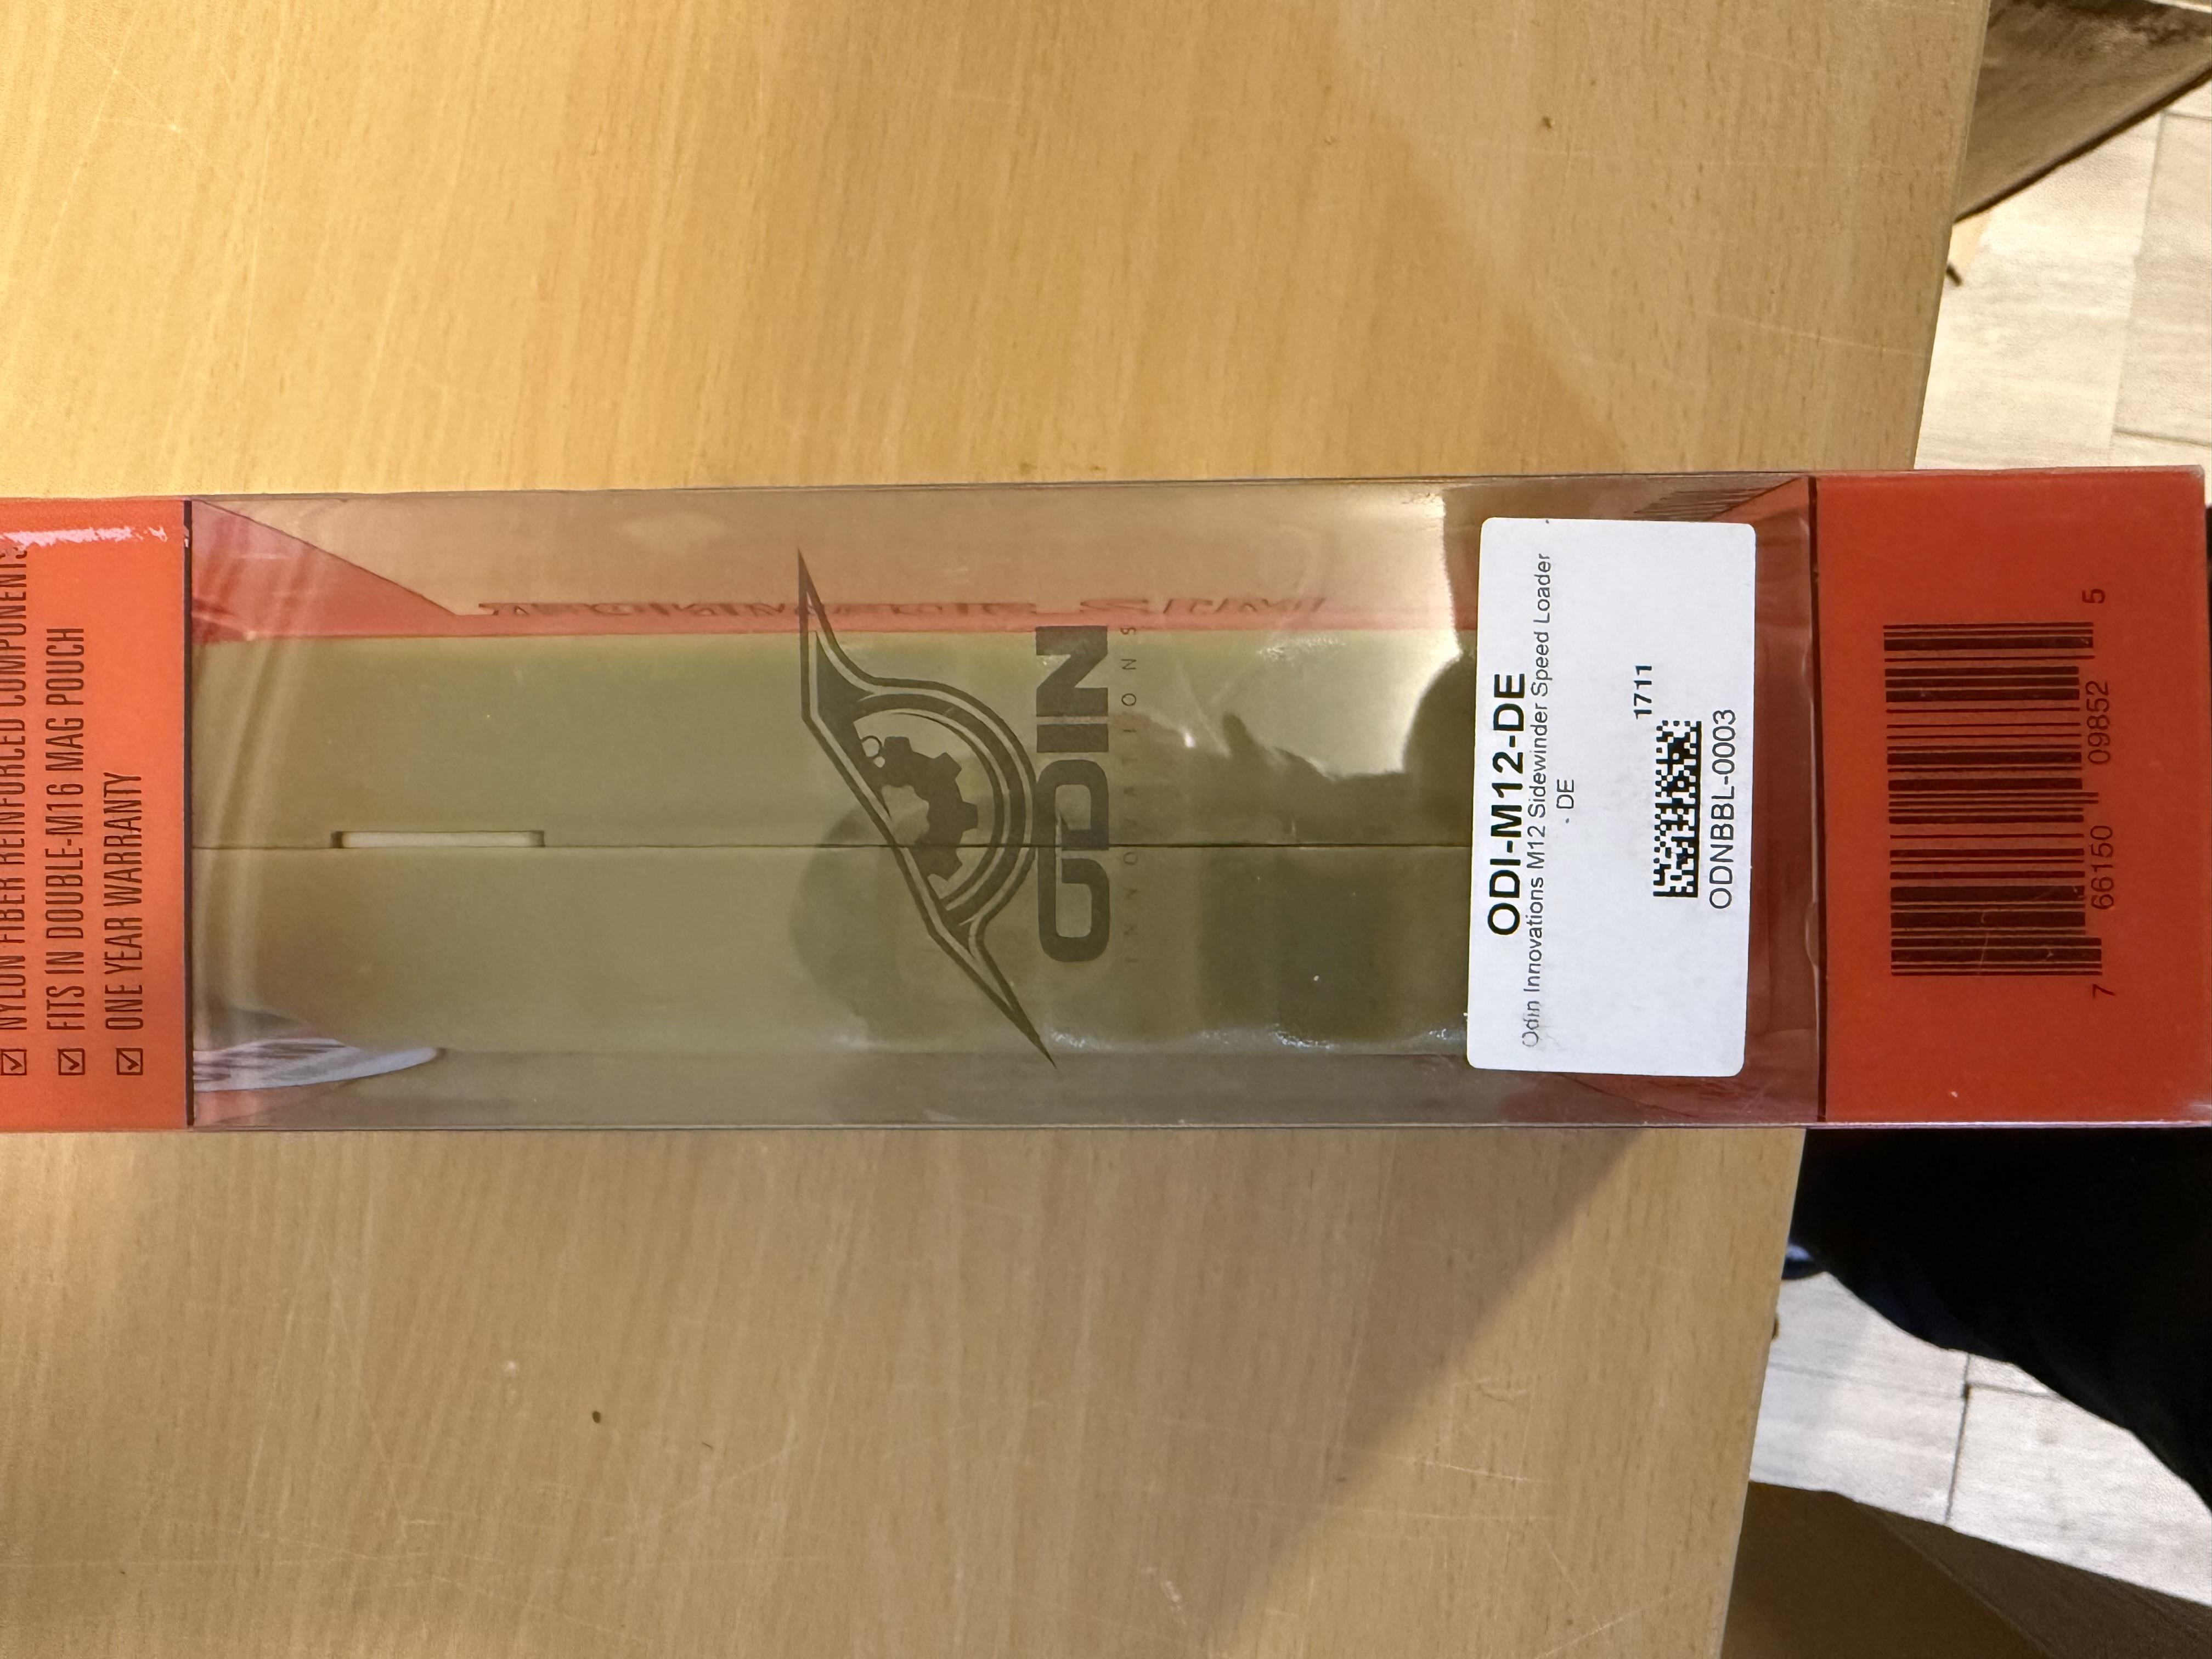 NYLON FIBER REINFORCED COMPONENTS
FITS IN DOUBLE-M16 MAG POUCH
ONE YEAR WARRANTY
ODIN
INNOVATIONS
ODI-M12-DE
Odin Innovations M12 Sidewinder Speed Loader
- DE
1711
ODNBBL-0003
7 66150 09852 5